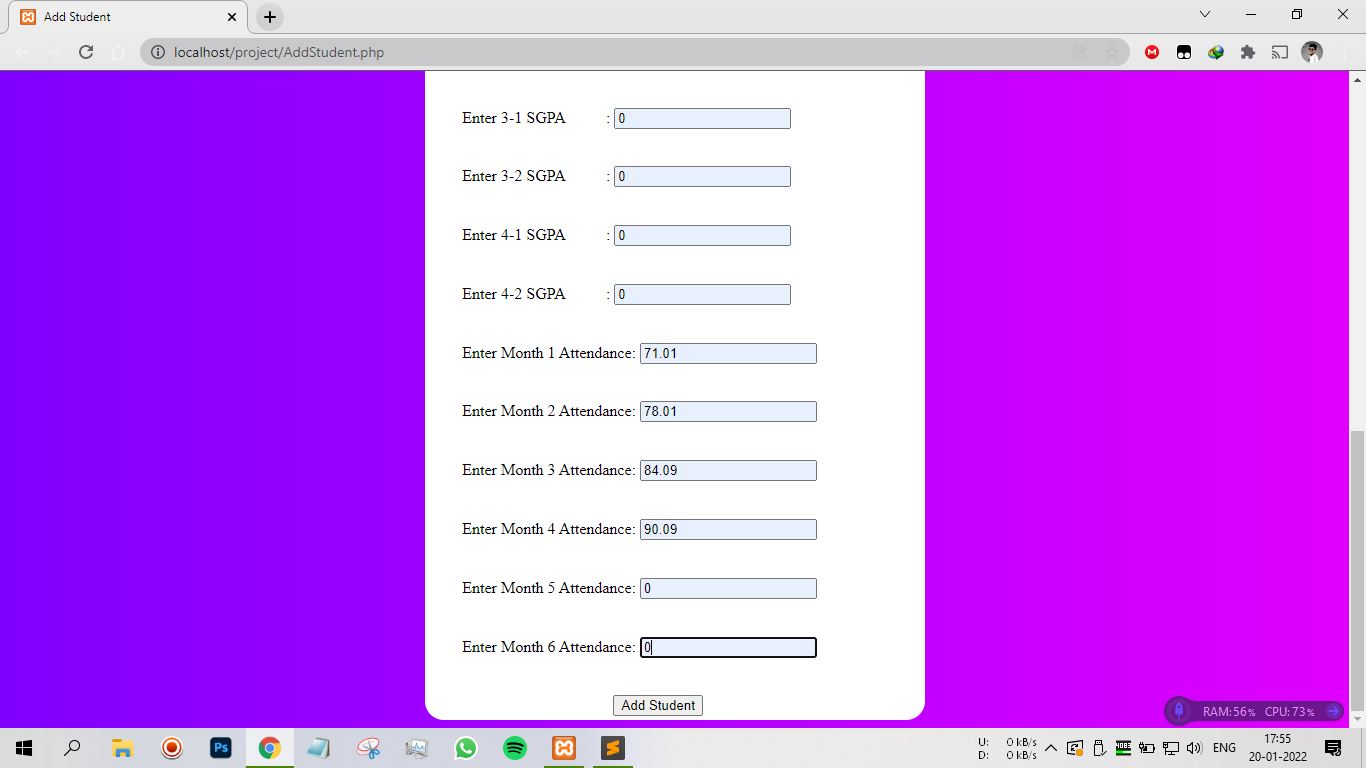 Add Student
localhost/project/AddStudent.php
Enter 3-1 SGPA : 0
Enter 3-2 SGPA : 0
Enter 4-1 SGPA : 0
Enter 4-2 SGPA : 0
Enter Month 1 Attendance: 71.01
Enter Month 2 Attendance: 78.01
Enter Month 3 Attendance: 84.09
Enter Month 4 Attendance: 90.09
Enter Month 5 Attendance: 0
Enter Month 6 Attendance: 0
Add Student
RAM:56% CPU:73%
Ps
U: 0 kB/s
D: 0 kB/s
ENG
17:55
20-01-2022